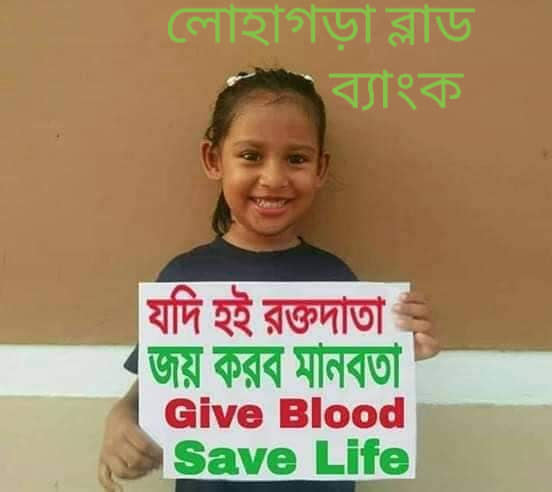 লোহাগড়া ব্লাড
ব্যাংক
যদি হই রক্তদাতা
জয় করব মানবতা
Give Blood
Save Life